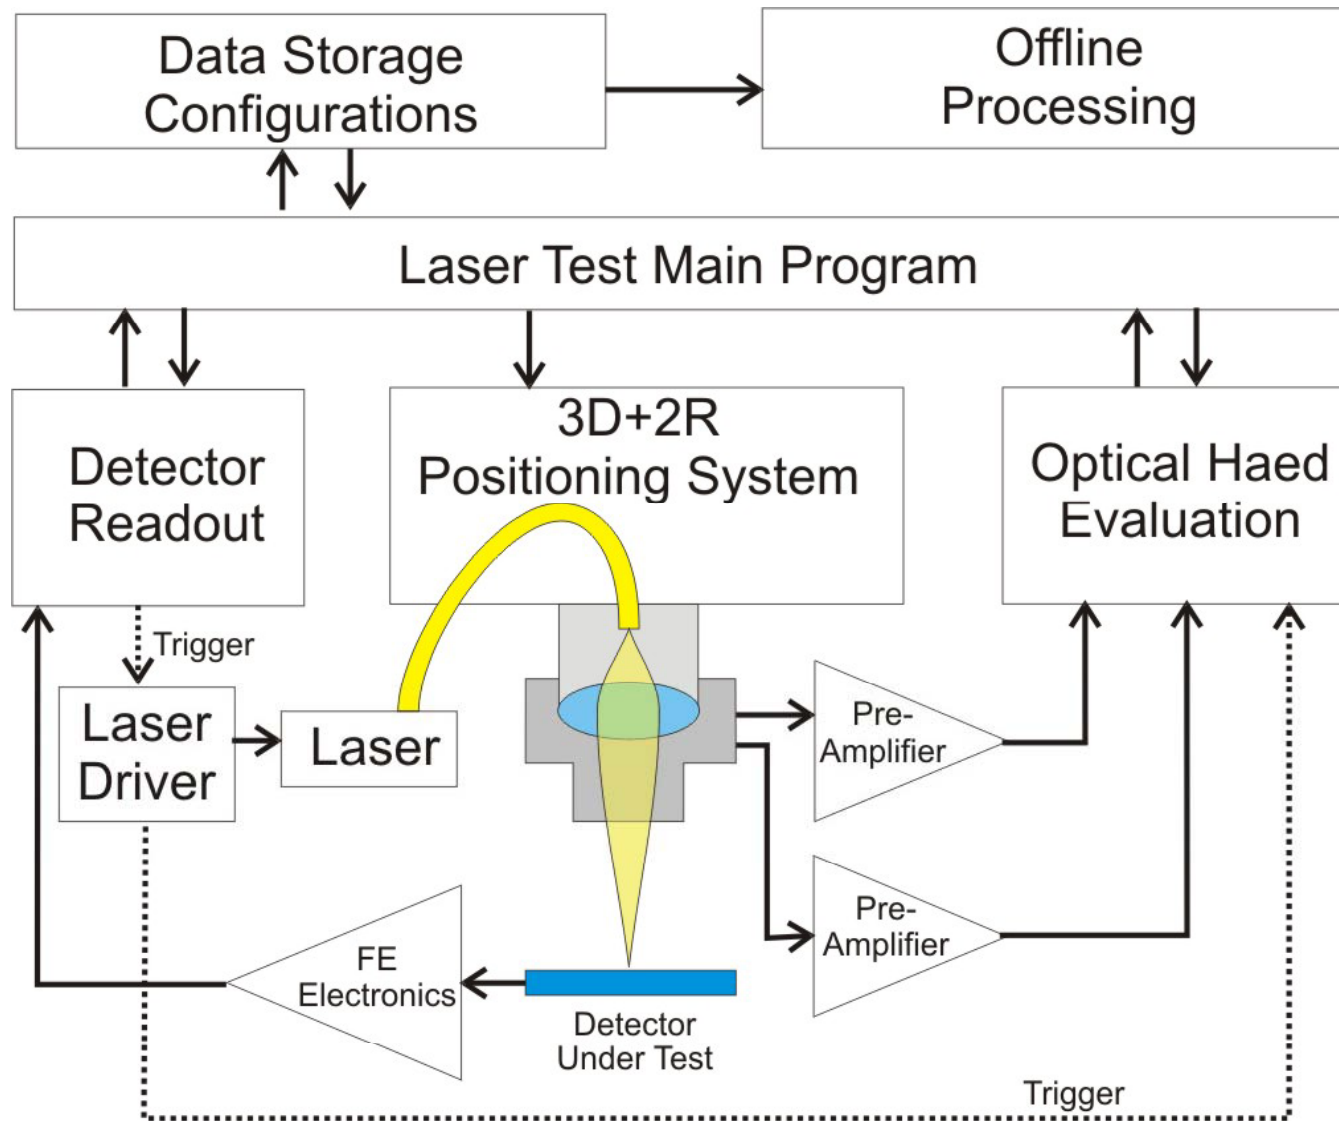 Data Storage
Configurations
Offline
Processing
Laser Test Main Program
Detector
Readout
3D+2R
Positioning System
Optical Haed
Evaluation
Trigger
Laser
Driver
Laser
Pre-
Amplifier
Pre-
Amplifier
FE
Electronics
Detector
Under Test
Trigger